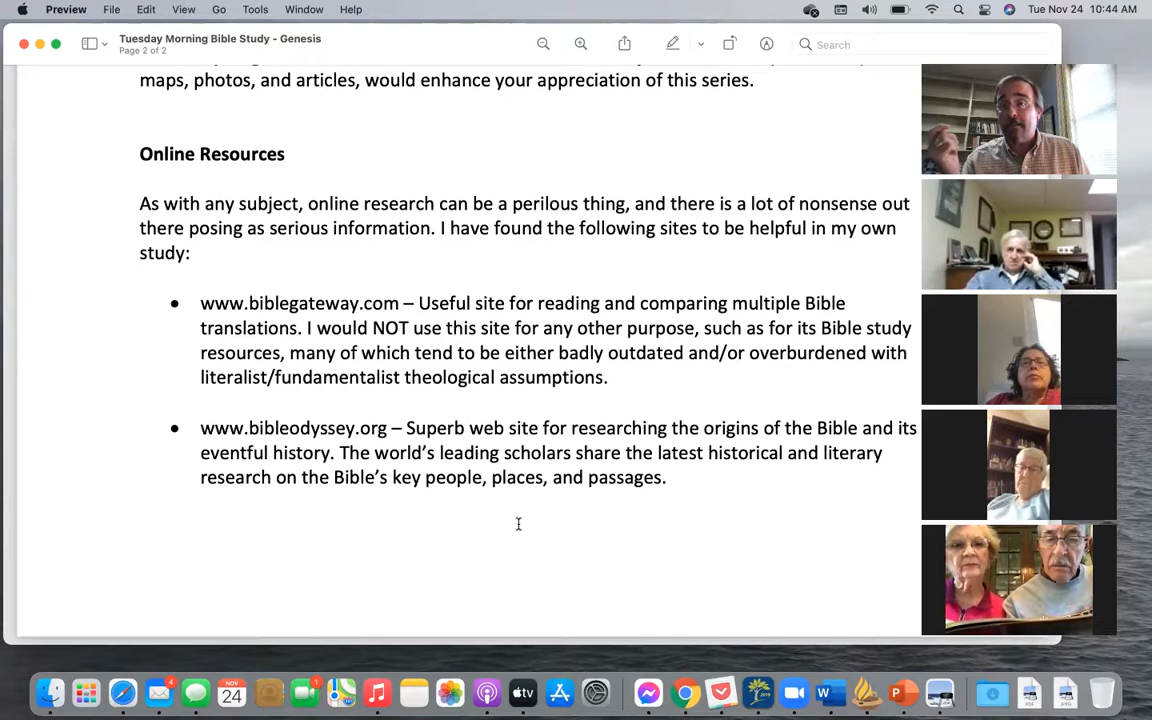 Preview File Edit View Go Tools Window Help Tue Nov 24 10:44 AM
Tuesday Morning Bible Study - Genesis
Page 2 of 2
Search
maps, photos, and articles, would enhance your appreciation of this series.
Online Resources
As with any subject, online research can be a perilous thing, and there is a lot of nonsense out
there posing as serious information. I have found the following sites to be helpful in my own
study:
• www.biblegateway.com – Useful site for reading and comparing multiple Bible
translations. I would NOT use this site for any other purpose, such as for its Bible study
resources, many of which tend to be either badly outdated and/or overburdened with
literalist/fundamentalist theological assumptions.
• www.bibleodyssey.org – Superb web site for researching the origins of the Bible and its
eventful history. The world's leading scholars share the latest historical and literary
research on the Bible's key people, places, and passages.
4
NOV
24
1
tv
W
P